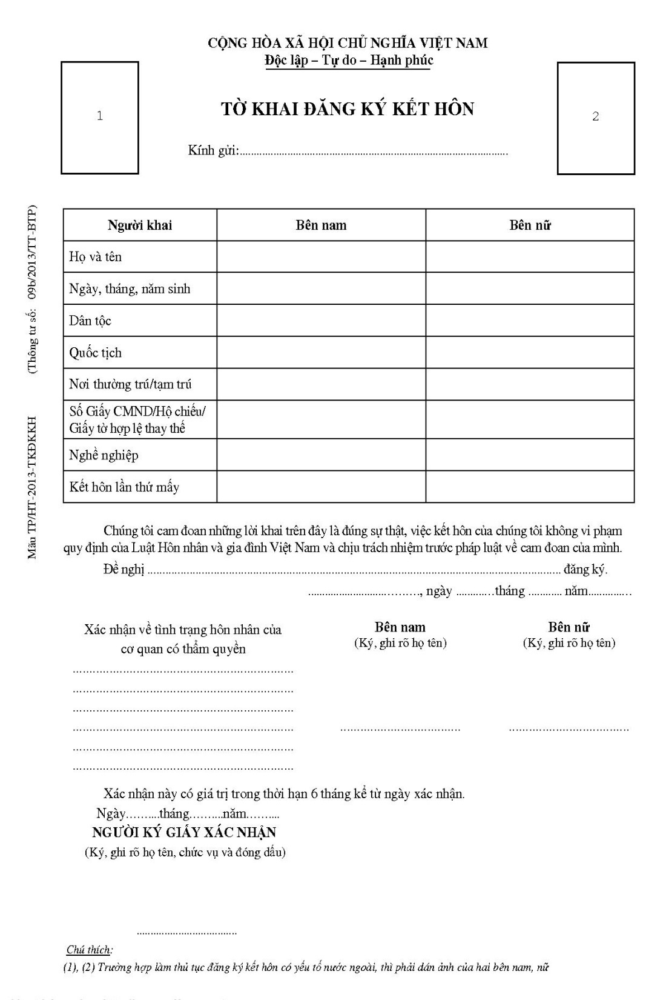 CỘNG HÒA XÃ HỘI CHỦ NGHĨA VIỆT NAM
Độc lập – Tự do – Hạnh phúc
1
2
TỜ KHAI ĐĂNG KÝ KẾT HÔN
Kính gửi:................................................................................................
Mẫu TP/HT-2013-TKĐKKH (Thông tư số: 09b/2013/TT-BTP)
Người khai Bên nam Bên nữ
Họ và tên
Ngày, tháng, năm sinh
Dân tộc
Quốc tịch
Nơi thường trú/tạm trú
Số Giấy CMND/Hộ chiếu/
Giấy tờ hợp lệ thay thế
Nghề nghiệp
Kết hôn lần thứ mấy
Chúng tôi cam đoan những lời khai trên đây là đúng sự thật, việc kết hôn của chúng tôi không vi phạm
quy định của Luật Hôn nhân và gia đình Việt Nam và chịu trách nhiệm trước pháp luật về cam đoan của mình.
Đề nghị ........................................................................................................................ đăng ký.
..................................., ngày .............tháng ............ năm...............
Xác nhận về tình trạng hôn nhân của
cơ quan có thẩm quyền
Bên nam
(Ký, ghi rõ họ tên)
Bên nữ
(Ký, ghi rõ họ tên)
..................................................................
..................................................................
..................................................................
.................................................................. .................................... ....................................
..................................................................
..................................................................
Xác nhận này có giá trị trong thời hạn 6 tháng kể từ ngày xác nhận.
Ngày..........tháng..........năm..........
NGƯỜI KÝ GIẤY XÁC NHẬN
(Ký, ghi rõ họ tên, chức vụ và đóng dấu)
....................................
Chú thích:
(1), (2) Trường hợp làm thủ tục đăng ký kết hôn có yếu tố nước ngoài, thì phải dán ảnh của hai bên nam, nữ